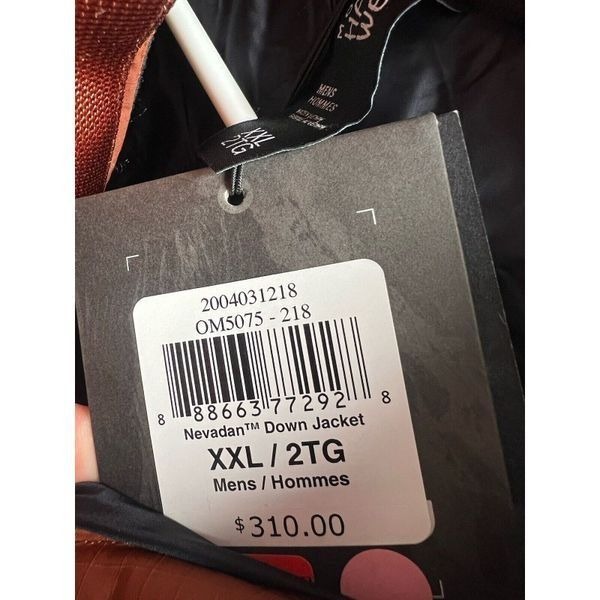 MENS
HOMMES
XXL
2TG
2004031218
OM5075 - 218
8 88663 77292 8
Nevadan™ Down Jacket
XXL / 2TG
Mens / Hommes
$310.00